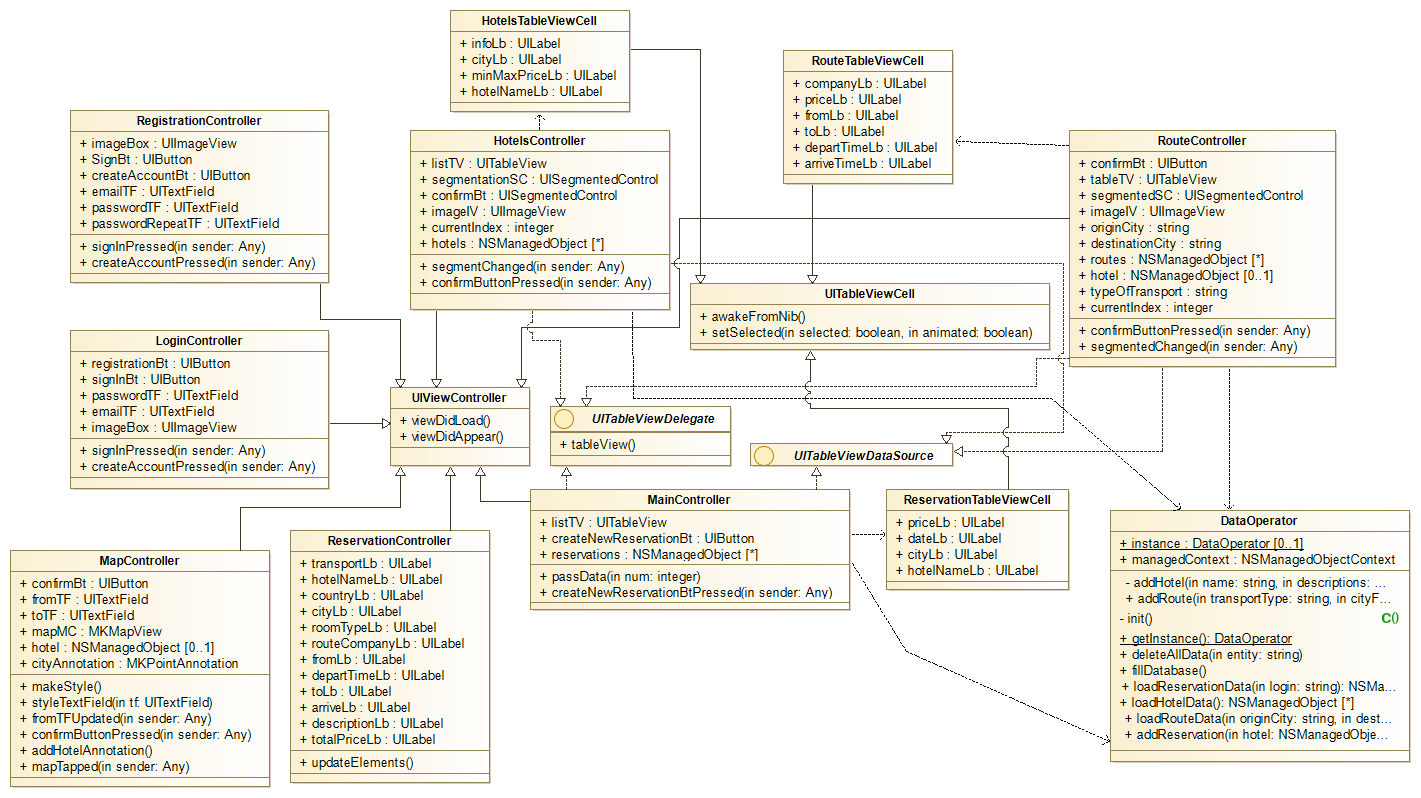 HotelsTableViewCell
+ infoLb : UILabel
+ cityLb : UILabel
+ minMaxPriceLb : UILabel
+ hotelNameLb : UILabel
RouteTableViewCell
+ companyLb : UILabel
+ priceLb : UILabel
+ fromLb : UILabel
+ toLb : UILabel
+ departTimeLb : UILabel
+ arriveTimeLb : UILabel
RegistrationController
+ imageBox : UIImageView
+ SignBt : UIButton
+ createAccountBt : UIButton
+ emailTF : UITextField
+ passwordTF : UITextField
+ passwordRepeatTF : UITextField
+ signInPressed(in sender: Any)
+ createAccountPressed(in sender: Any)
HotelsController
+ listTV : UITableView
+ segmentationSC : UISegmentedControl
+ confirmBt : UISegmentedControl
+ imageIV : UIImageView
+ currentIndex : integer
+ hotels : NSManagedObject [*]
+ segmentChanged(in sender: Any)
+ confirmButtonPressed(in sender: Any)
RouteController
+ confirmBt : UIButton
+ tableTV : UITableView
+ segmentedSC : UISegmentedControl
+ imageIV : UIImageView
+ originCity : string
+ destinationCity : string
+ routes : NSManagedObject [*]
+ hotel : NSManagedObject [0..1]
+ typeOfTransport : string
+ currentIndex : integer
+ confirmButtonPressed(in sender: Any)
+ segmentedChanged(in sender: Any)
UITableViewCell
+ awakeFromNib()
+ setSelected(in selected: boolean, in animated: boolean)
LoginController
+ registrationBt : UIButton
+ signInBt : UIButton
+ passwordTF : UITextField
+ emailTF : UITextField
+ imageBox : UIImageView
+ signInPressed(in sender: Any)
+ createAccountPressed(in sender: Any)
UIViewController
+ viewDidLoad()
+ viewDidAppear()
UITableViewDelegate
+ tableView()
UITableViewDataSource
MainController
+ listTV : UITableView
+ createNewReservationBt : UIButton
+ reservations : NSManagedObject [*]
+ passData(in num: integer)
+ createNewReservationBtPressed(in sender: Any)
ReservationTableViewCell
+ priceLb : UILabel
+ dateLb : UILabel
+ cityLb : UILabel
+ hotelNameLb : UILabel
DataOperator
+ instance : DataOperator [0..1]
+ managedContext : NSManagedObjectContext
- addHotel(in name: string, in descriptions: ...
+ addRoute(in transportType: string, in cityF...
- init() C()
+ getInstance(): DataOperator
+ deleteAllData(in entity: string)
+ fillDatabase()
+ loadReservationData(in login: string): NSMa...
+ loadHotelData(): NSManagedObject [*]
+ loadRouteData(in originCity: string, in dest...
+ addReservation(in hotel: NSManagedObje...
ReservationController
+ transportLb : UILabel
+ hotelNameLb : UILabel
+ countryLb : UILabel
+ cityLb : UILabel
+ roomTypeLb : UILabel
+ routeCompanyLb : UILabel
+ fromLb : UILabel
+ departTimeLb : UILabel
+ toLb : UILabel
+ arriveLb : UILabel
+ descriptionLb : UILabel
+ totalPriceLb : UILabel
+ updateElements()
MapController
+ confirmBt : UIButton
+ fromTF : UITextField
+ toTF : UITextField
+ mapMC : MKMapView
+ hotel : NSManagedObject [0..1]
+ cityAnnotation : MKPointAnnotation
+ makeStyle()
+ styleTextField(in tf: UITextField)
+ fromTFUpdated(in sender: Any)
+ confirmButtonPressed(in sender: Any)
+ addHotelAnnotation()
+ mapTapped(in sender: Any)